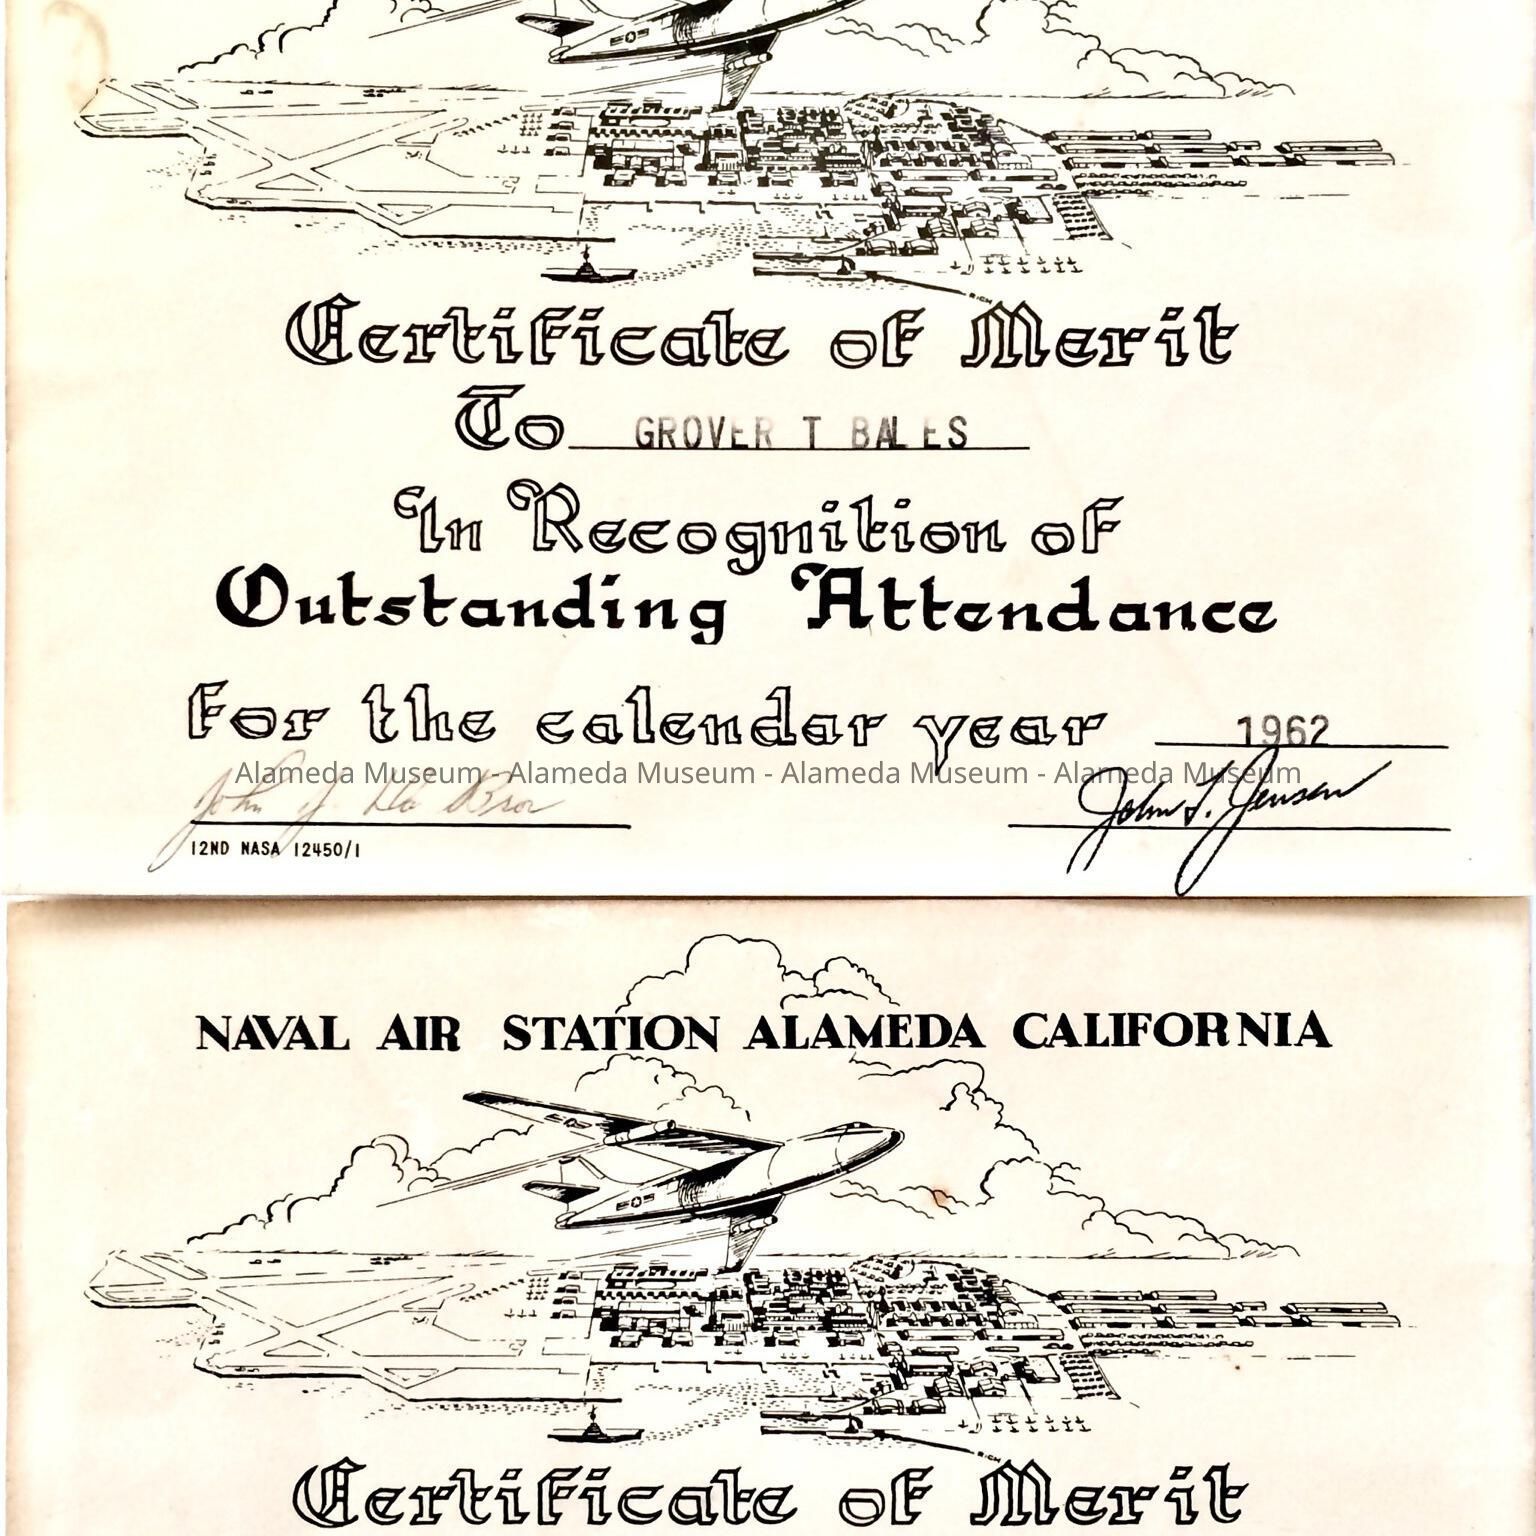 RICH
Certificate of Merit
To GROVER T BALES
In Recognition of
Outstanding Attendance
For the calendar year 1962
Alameda Museum - Alameda Museum - Alameda Museum - Alameda Museum
John L. Jensen
12ND NASA 12450/1
NAVAL AIR STATION ALAMEDA CALIFORNIA
RICH
Certificate of Merit